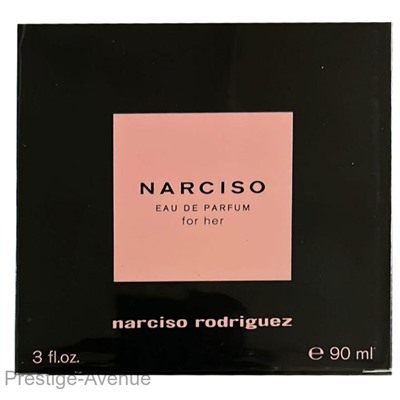 NARCISO
EAU DE PARFUM
for her
narciso rodriguez
3 fl.oz. ℮ 90 ml
Prestige-Avenue